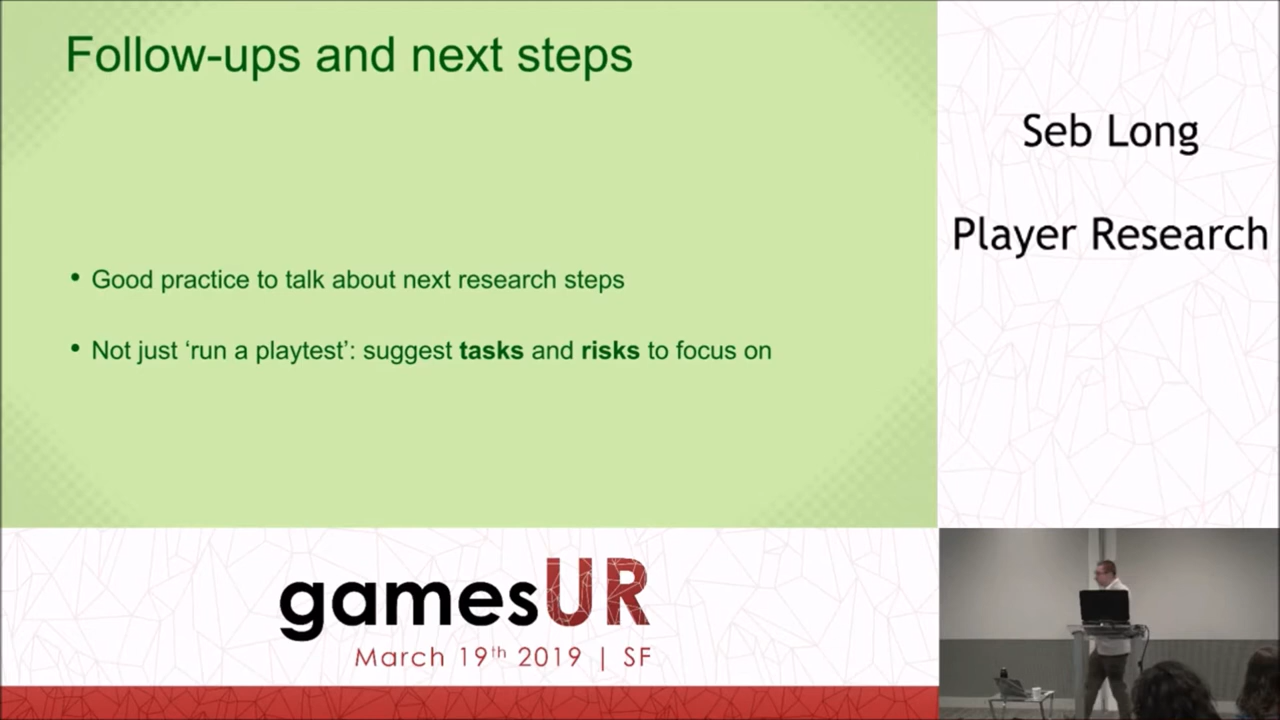 Follow-ups and next steps
• Good practice to talk about next research steps
• Not just ‘run a playtest’: suggest tasks and risks to focus on
Seb Long
Player Research
gamesUR
March 19th 2019 | SF